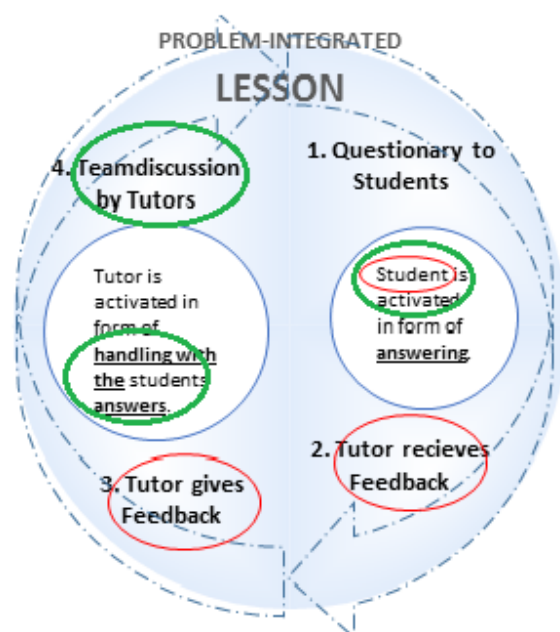 PROBLEM-INTEGRATED
LESSON
1. Questionary to
Students
Student is
activated
in form of
answering.
2. Tutor recieves
Feedback
3. Tutor gives
Feedback
4. Teamdiscussion
by Tutors
Tutor is
activated in
form of
handling with
the students
answers.